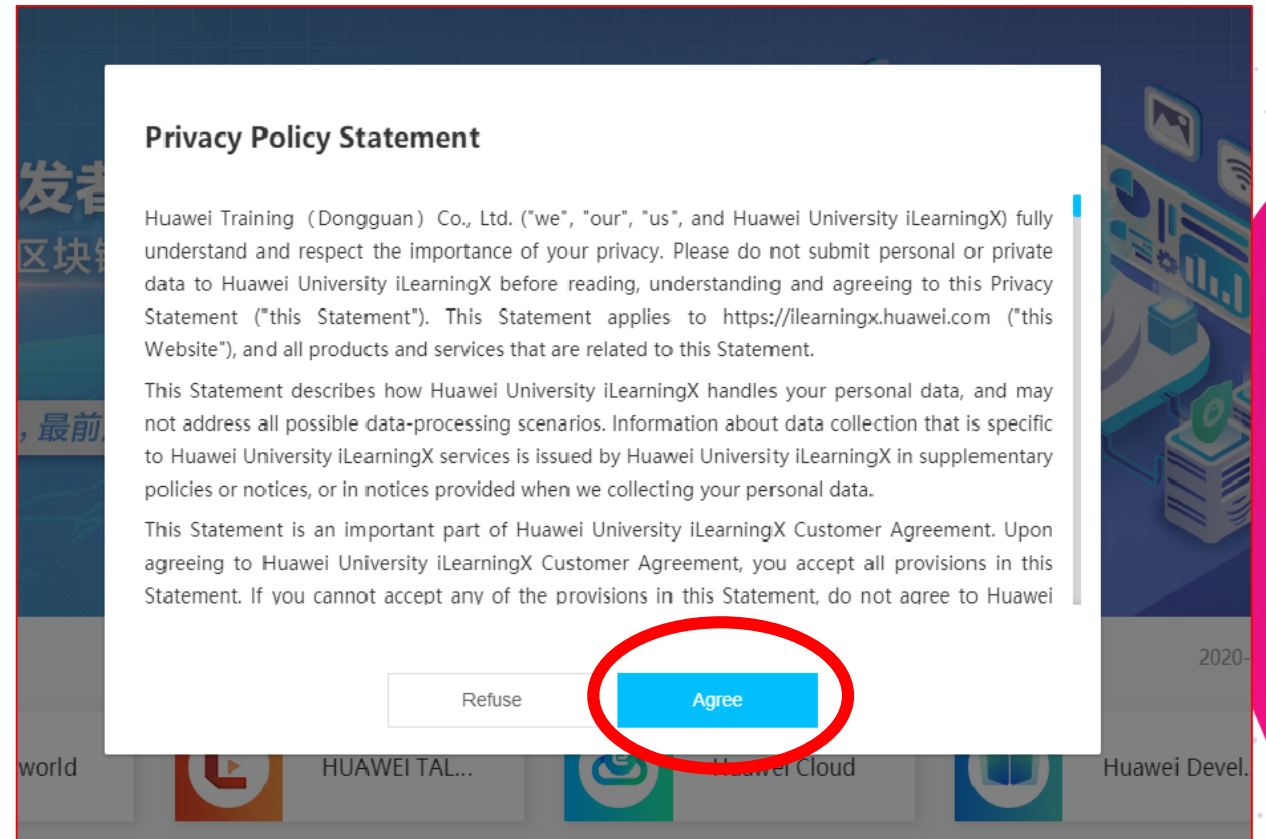 Privacy Policy Statement
Huawei Training（Dongguan）Co., Ltd. ("we", "our", "us", and Huawei University iLearningX) fully
understand and respect the importance of your privacy. Please do not submit personal or private
data to Huawei University iLearningX before reading, understanding and agreeing to this Privacy
Statement ("this Statement"). This Statement applies to https://ilearningx.huawei.com ("this
Website"), and all products and services that are related to this Statement.
This Statement describes how Huawei University iLearningX handles your personal data, and may
not address all possible data-processing scenarios. Information about data collection that is specific
to Huawei University iLearningX services is issued by Huawei University iLearningX in supplementary
policies or notices, or in notices provided when we collecting your personal data.
This Statement is an important part of Huawei University iLearningX Customer Agreement. Upon
agreeing to Huawei University iLearningX Customer Agreement, you accept all provisions in this
Statement. If you cannot accept any of the provisions in this Statement, do not agree to Huawei
Refuse
Agree
发者
区块链
，最前
2020-
world
HUAWEI TAL...
Huawei Cloud
Huawei Devel.